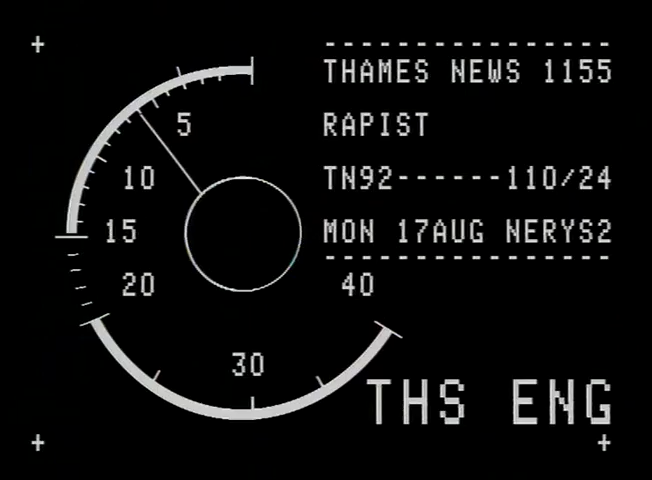 THAMES NEWS 1155
RAPIST
TN92------110/24
MON 17AUG NERYS2
5
10
15
20
30
40
THS ENG